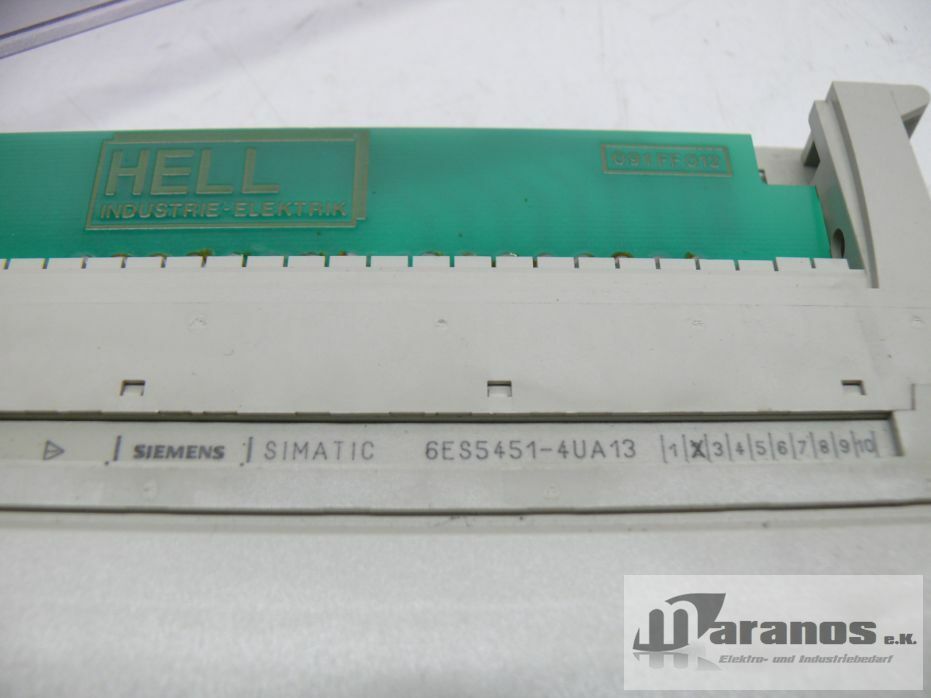 HELL
INDUSTRIE-ELEKTRIK
091FF013
SIEMENS SIMATIC 6ES5451-4UA13 1 X 3 4 5 6 7 8 9 10
Maranos e.K.
Elektro- und Industriebedarf